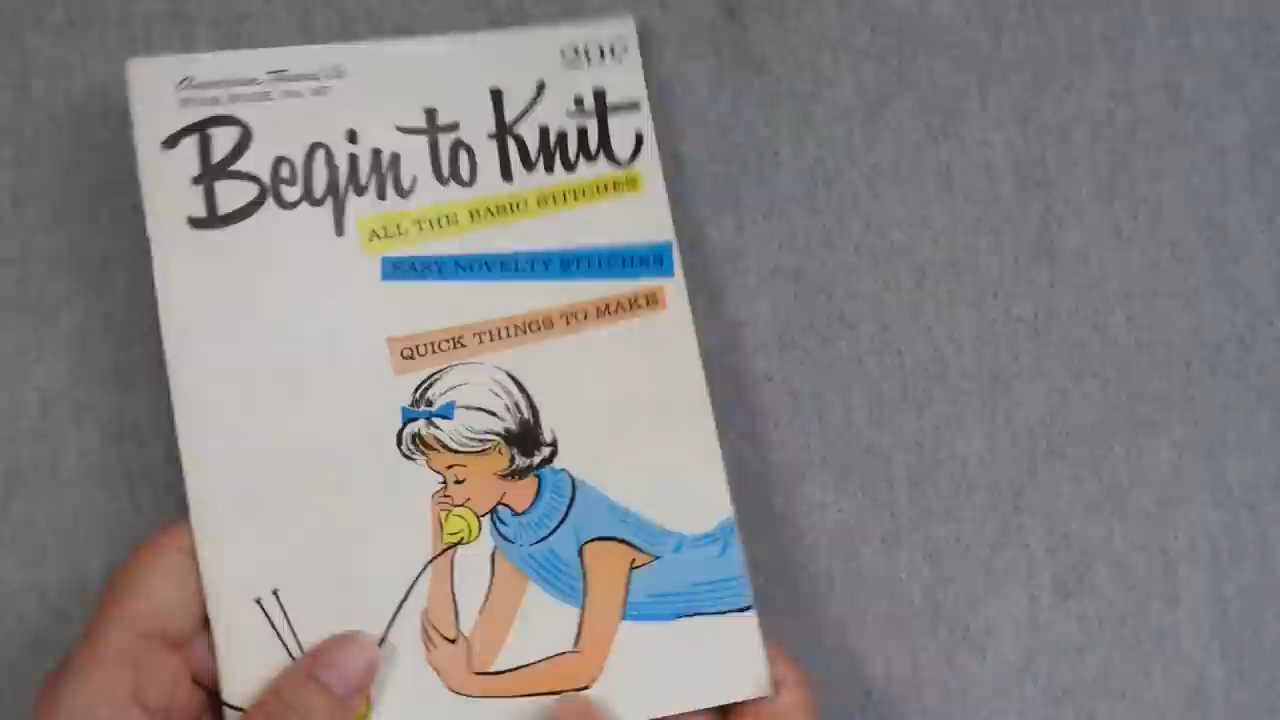 Begin to Knit
ALL THE BASIC STITCHES
EASY NOVELTY STITCHES
QUICK THINGS TO MAKE